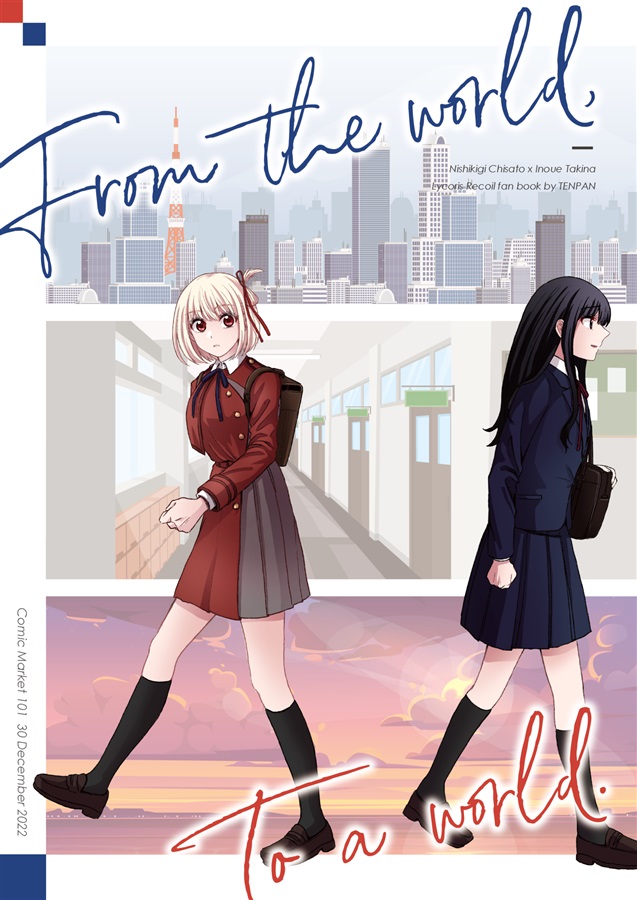 From the world,
Nishikigi Chisato x Inoue Takina
Lycoris Recoil fan book by TENPAN
Comic Market 101 30 December 2022
To a world.